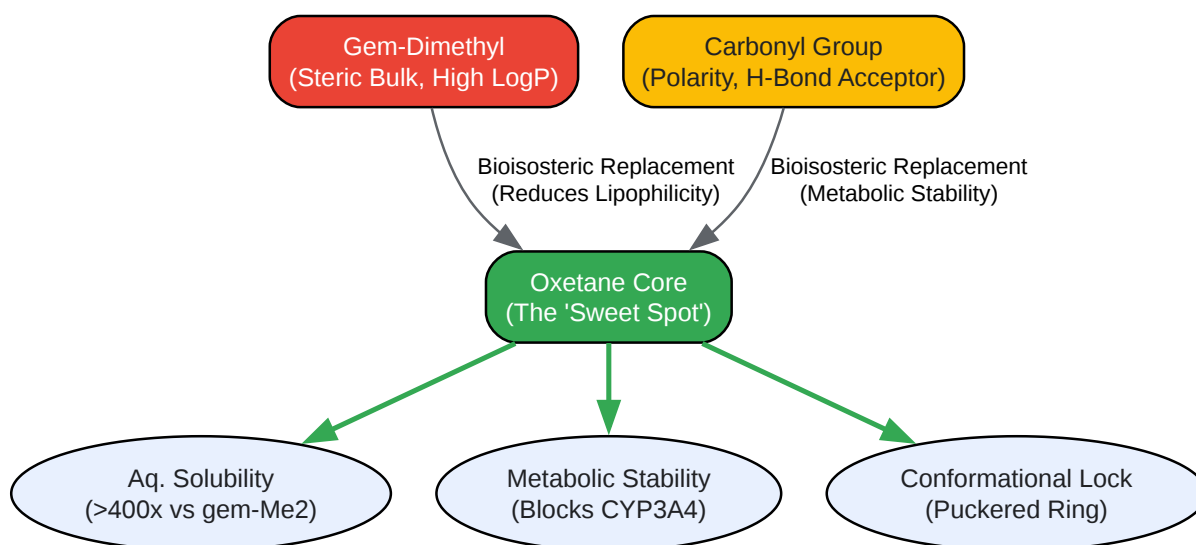 Gem-Dimethyl
(Steric Bulk, High LogP)
Carbonyl Group
(Polarity, H-Bond Acceptor)
Bioisosteric Replacement
(Reduces Lipophilicity)
Bioisosteric Replacement
(Metabolic Stability)
Oxetane Core
(The 'Sweet Spot')
Aq. Solubility
(>400x vs gem-Me2)
Metabolic Stability
(Blocks CYP3A4)
Conformational Lock
(Puckered Ring)